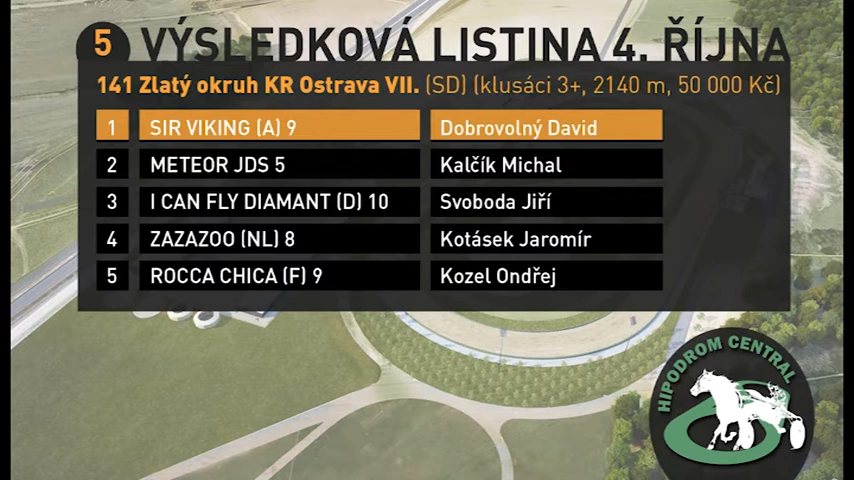 5 VÝSLEDKOVÁ LISTINA 4. ŘÍJNA
141 Zlatý okruh KR Ostrava VII. (SD) (klusáci 3+, 2140 m, 50 000 Kč)
1 SIR VIKING (A) 9 Dobrovolný David
2 METEOR JDS 5 Kalčík Michal
3 I CAN FLY DIAMANT (D) 10 Svoboda Jiří
4 ZAZAZOO (NL) 8 Kotásek Jaromír
5 ROCCA CHICA (F) 9 Kozel Ondřej
HIPODROM CENTRAL